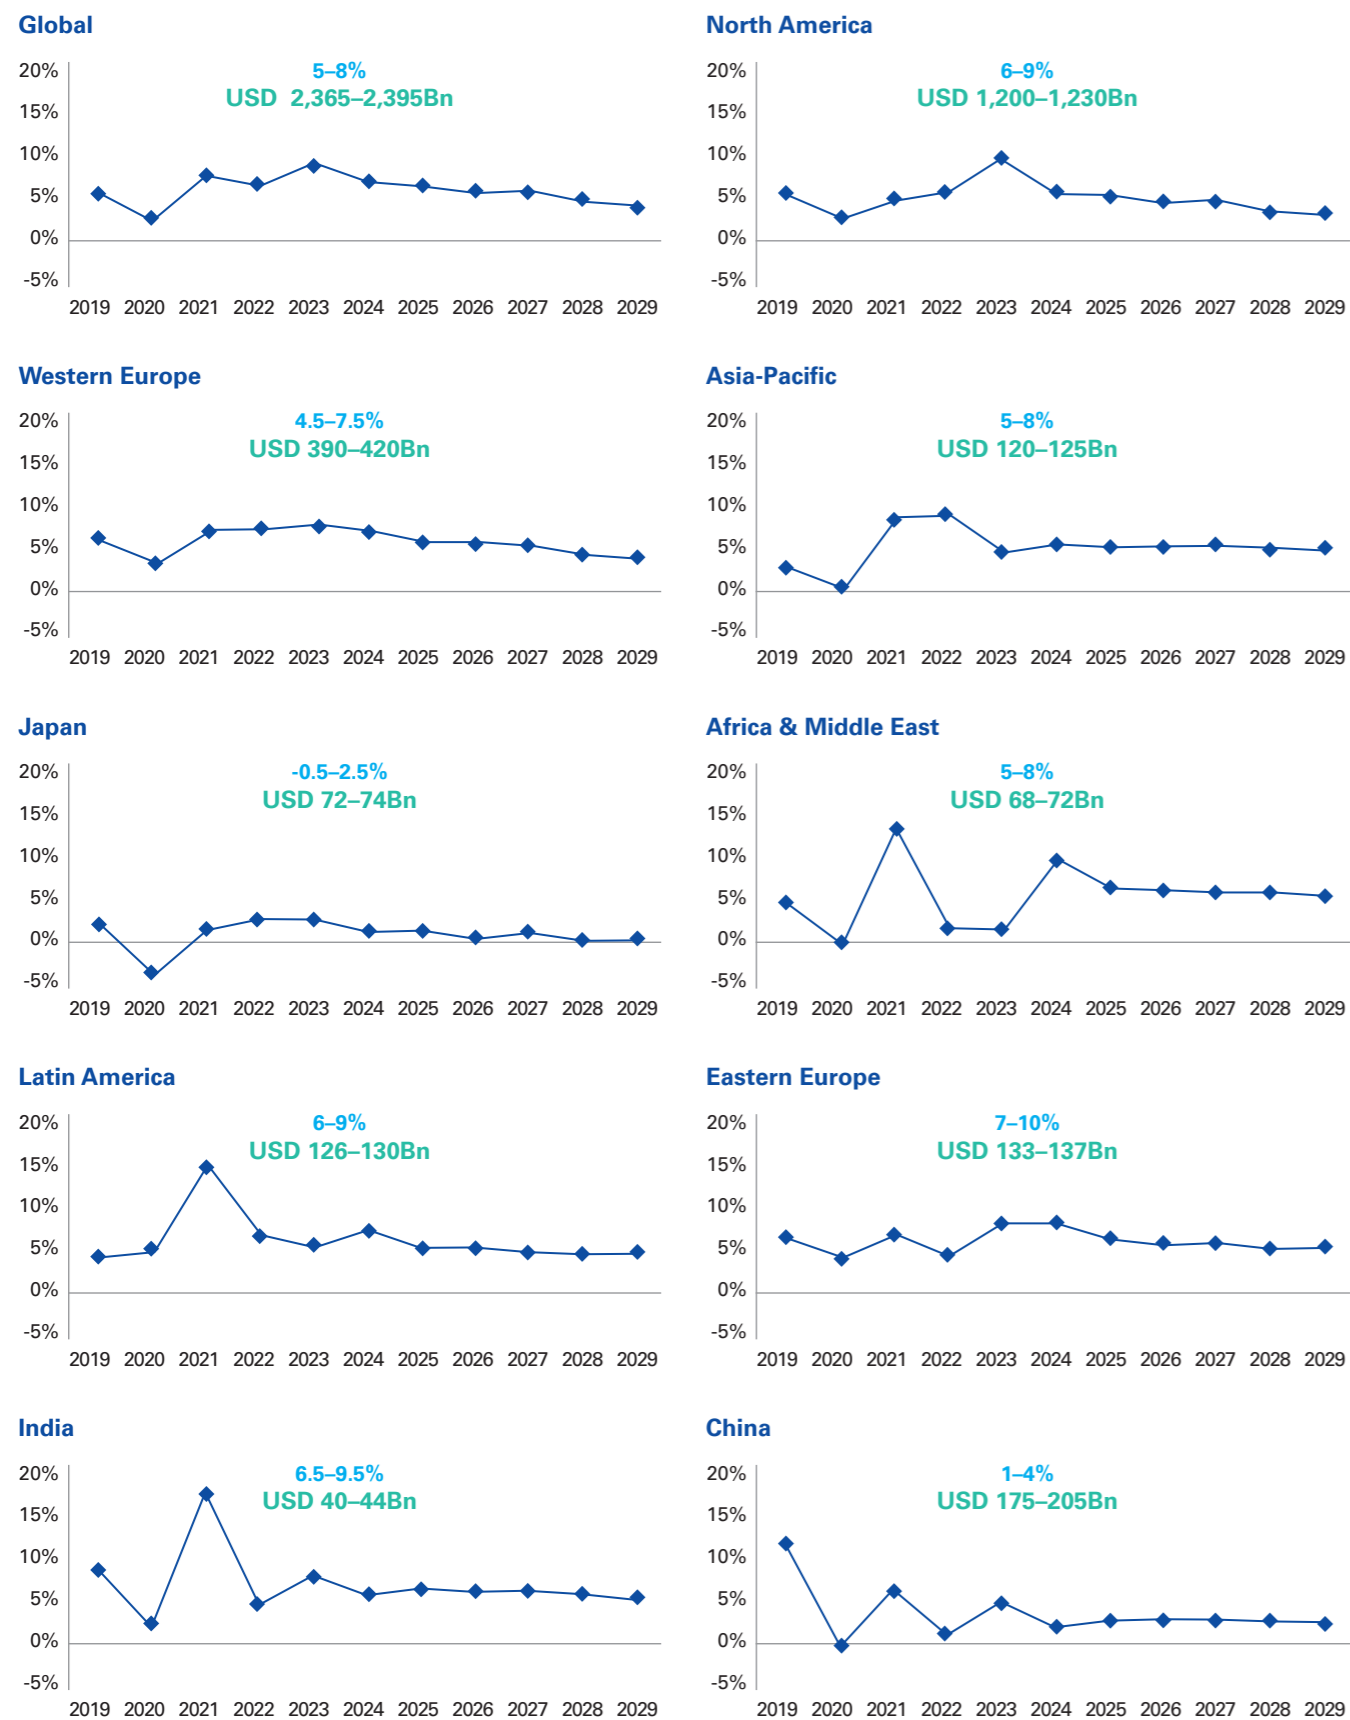 Global
5–8%
USD 2,365–2,395Bn
20%
15%
10%
5%
0%
-5%
2019 2020 2021 2022 2023 2024 2025 2026 2027 2028 2029
North America
6–9%
USD 1,200–1,230Bn
20%
15%
10%
5%
0%
-5%
2019 2020 2021 2022 2023 2024 2025 2026 2027 2028 2029
Western Europe
4.5–7.5%
USD 390–420Bn
20%
15%
10%
5%
0%
-5%
2019 2020 2021 2022 2023 2024 2025 2026 2027 2028 2029
Asia-Pacific
5–8%
USD 120–125Bn
20%
15%
10%
5%
0%
-5%
2019 2020 2021 2022 2023 2024 2025 2026 2027 2028 2029
Japan
-0.5–2.5%
USD 72–74Bn
20%
15%
10%
5%
0%
-5%
2019 2020 2021 2022 2023 2024 2025 2026 2027 2028 2029
Africa & Middle East
5–8%
USD 68–72Bn
20%
15%
10%
5%
0%
-5%
2019 2020 2021 2022 2023 2024 2025 2026 2027 2028 2029
Latin America
6–9%
USD 126–130Bn
20%
15%
10%
5%
0%
-5%
2019 2020 2021 2022 2023 2024 2025 2026 2027 2028 2029
Eastern Europe
7–10%
USD 133–137Bn
20%
15%
10%
5%
0%
-5%
2019 2020 2021 2022 2023 2024 2025 2026 2027 2028 2029
India
6.5–9.5%
USD 40–44Bn
20%
15%
10%
5%
0%
-5%
2019 2020 2021 2022 2023 2024 2025 2026 2027 2028 2029
China
1–4%
USD 175–205Bn
20%
15%
10%
5%
0%
-5%
2019 2020 2021 2022 2023 2024 2025 2026 2027 2028 2029